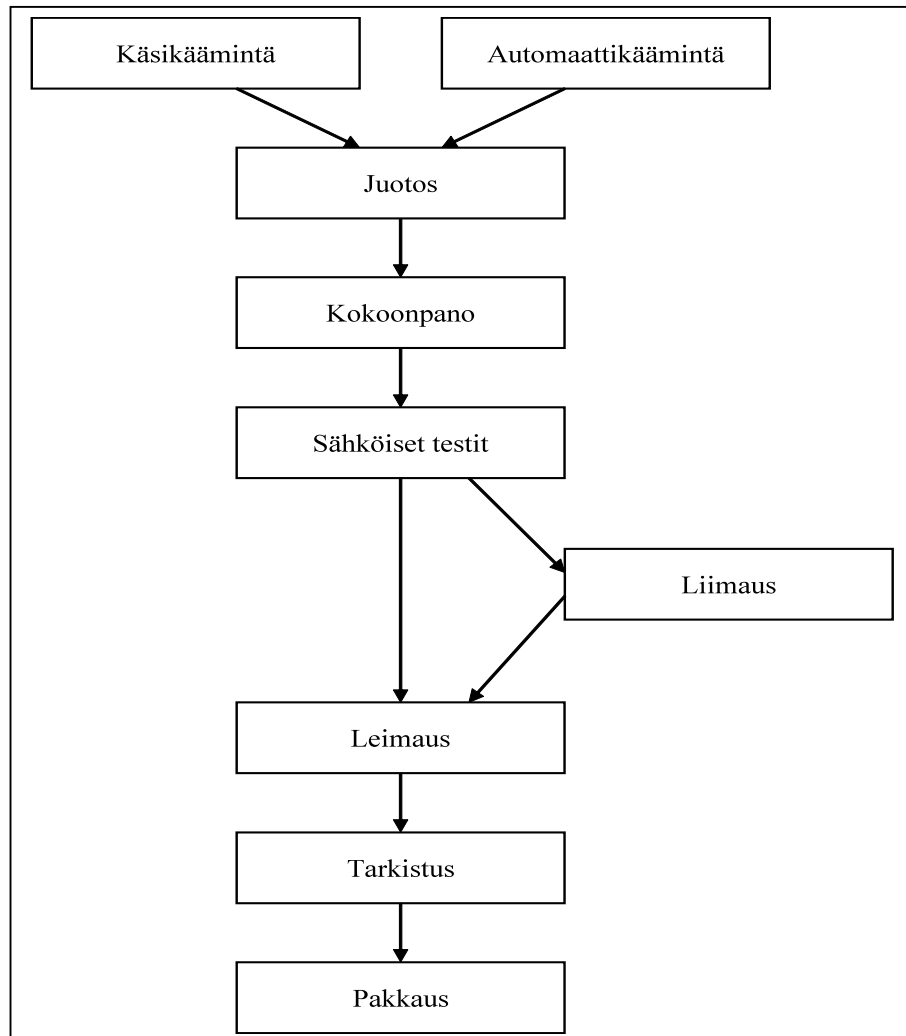 Käsikäämintä
Automaattikäämintä
Juotos
Kokoonpano
Sähköiset testit
Liimaus
Leimaus
Tarkistus
Pakkaus